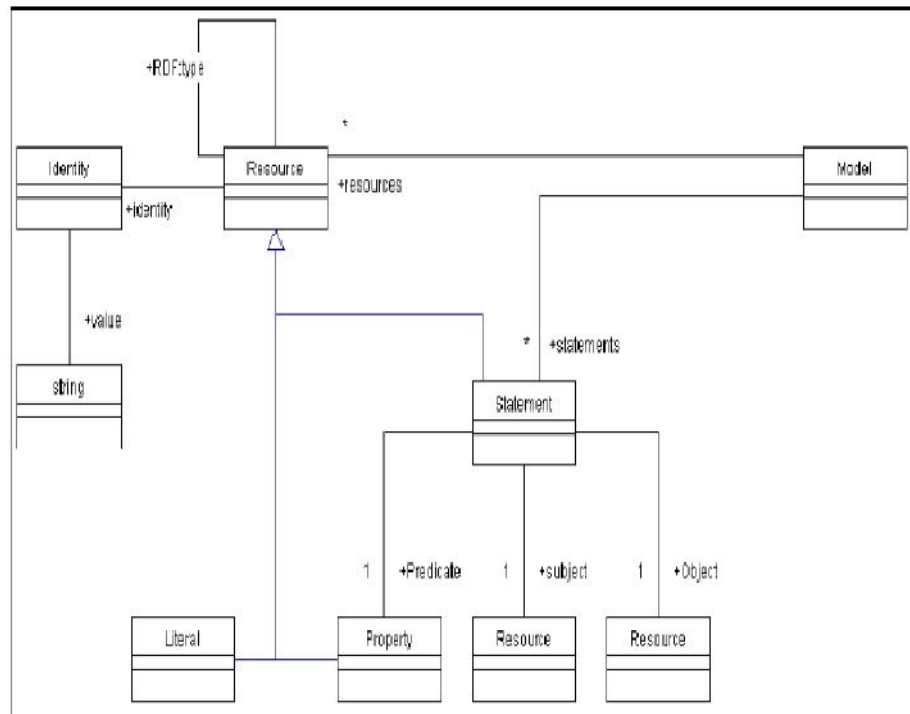 +RDF:type
*
Identity
Resource
Model
+resources
+identity
+value
* +statements
string
Statement
1 +Predicate 1 +subject 1 +Object
Literal Property Resource Resource